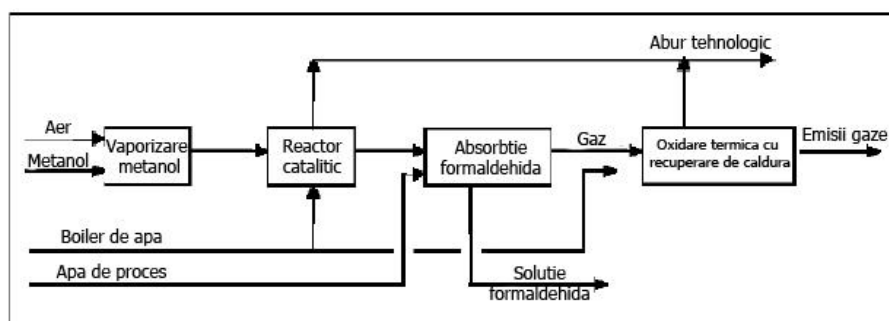 Abur tehnologic
Aer
Metanol
Vaporizare
metanol
Reactor
catalitic
Absorbtie
formaldehida
Gaz
Oxidare termica cu
recuperare de caldura
Emisii gaze
Boiler de apa
Apa de proces
Solutie
formaldehida